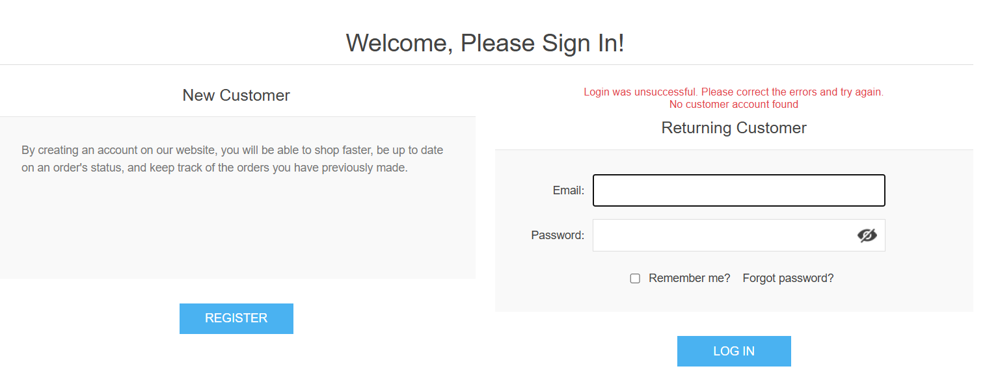 Welcome, Please Sign In!
New Customer
By creating an account on our website, you will be able to shop faster, be up to date
on an order's status, and keep track of the orders you have previously made.
REGISTER
Login was unsuccessful. Please correct the errors and try again.
No customer account found
Returning Customer
Email:
Password:
Remember me? Forgot password?
LOG IN